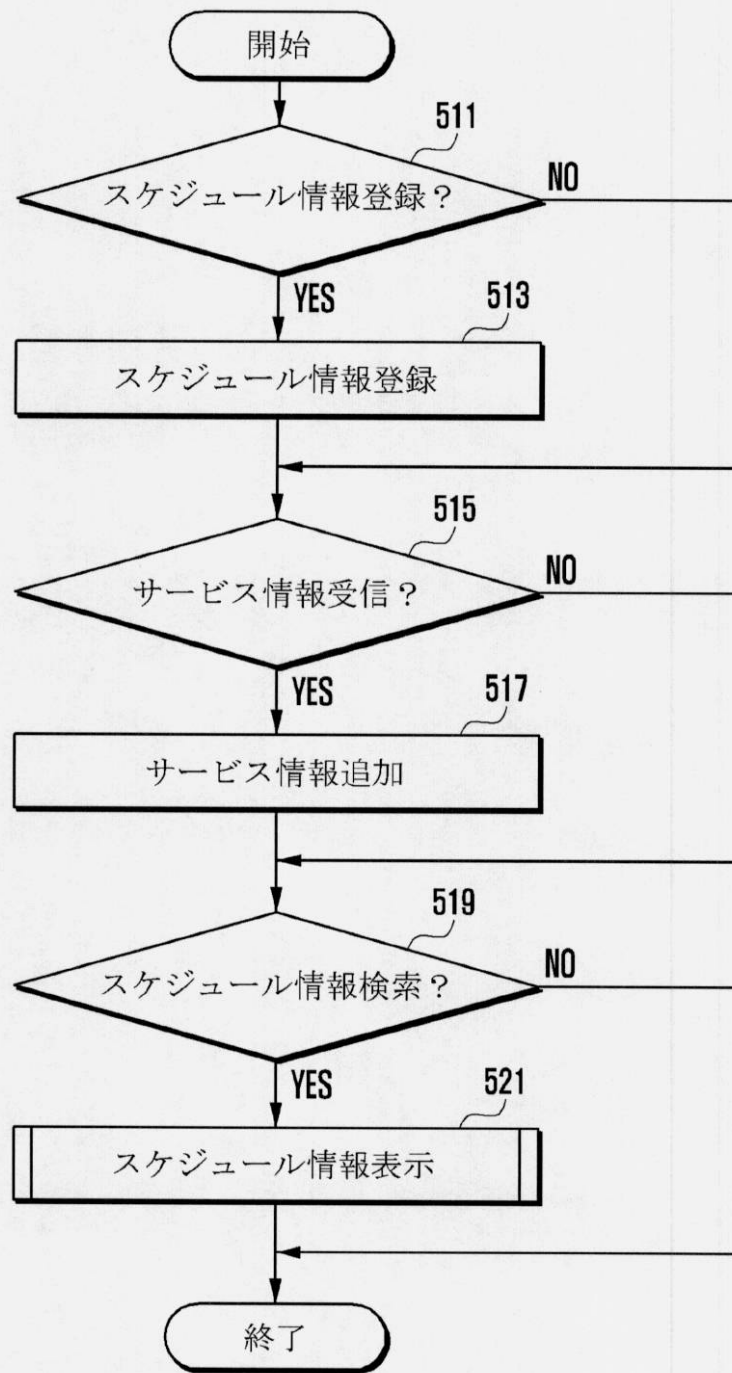 開始
511
スケジュール情報登録？
NO
YES
513
スケジュール情報登録
515
サービス情報受信？
NO
YES
517
サービス情報追加
519
スケジュール情報検索？
NO
YES
521
スケジュール情報表示
終了